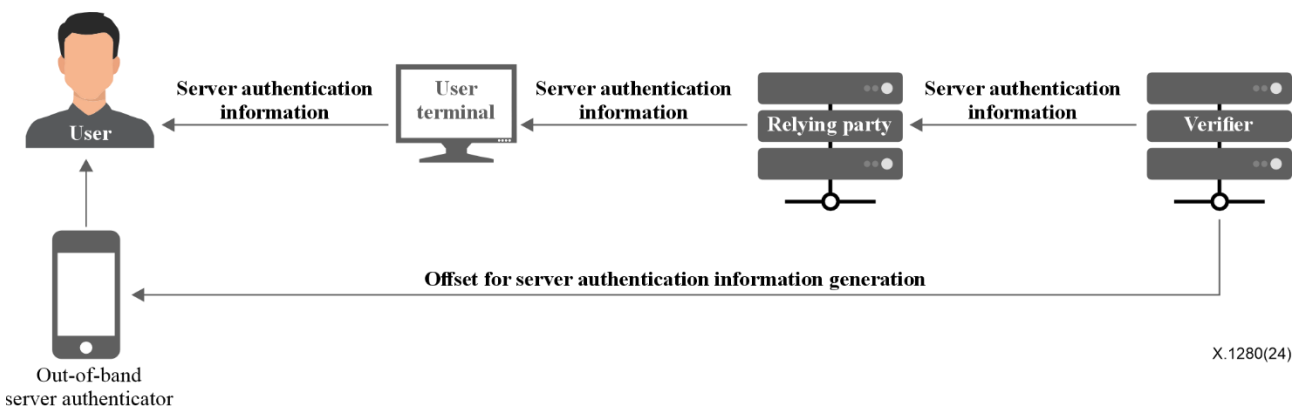 Server authentication
information
User
terminal
Server authentication
information
Server authentication
information
User
Relying party
Verifier
Offset for server authentication information generation
X.1280(24)
Out-of-band
server authenticator